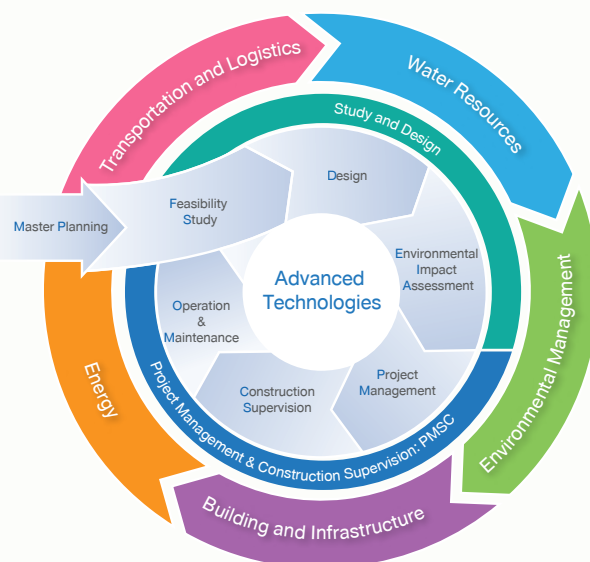 Transportation and Logistics
Water Resources
Environmental Management
Building and Infrastructure
Energy
Study and Design
Project Management & Construction Supervision: PMSC
Master Planning
Feasibility
Study
Design
Environmental
Impact
Assessment
Project
Management
Construction
Supervision
Operation
&
Maintenance
Advanced
Technologies